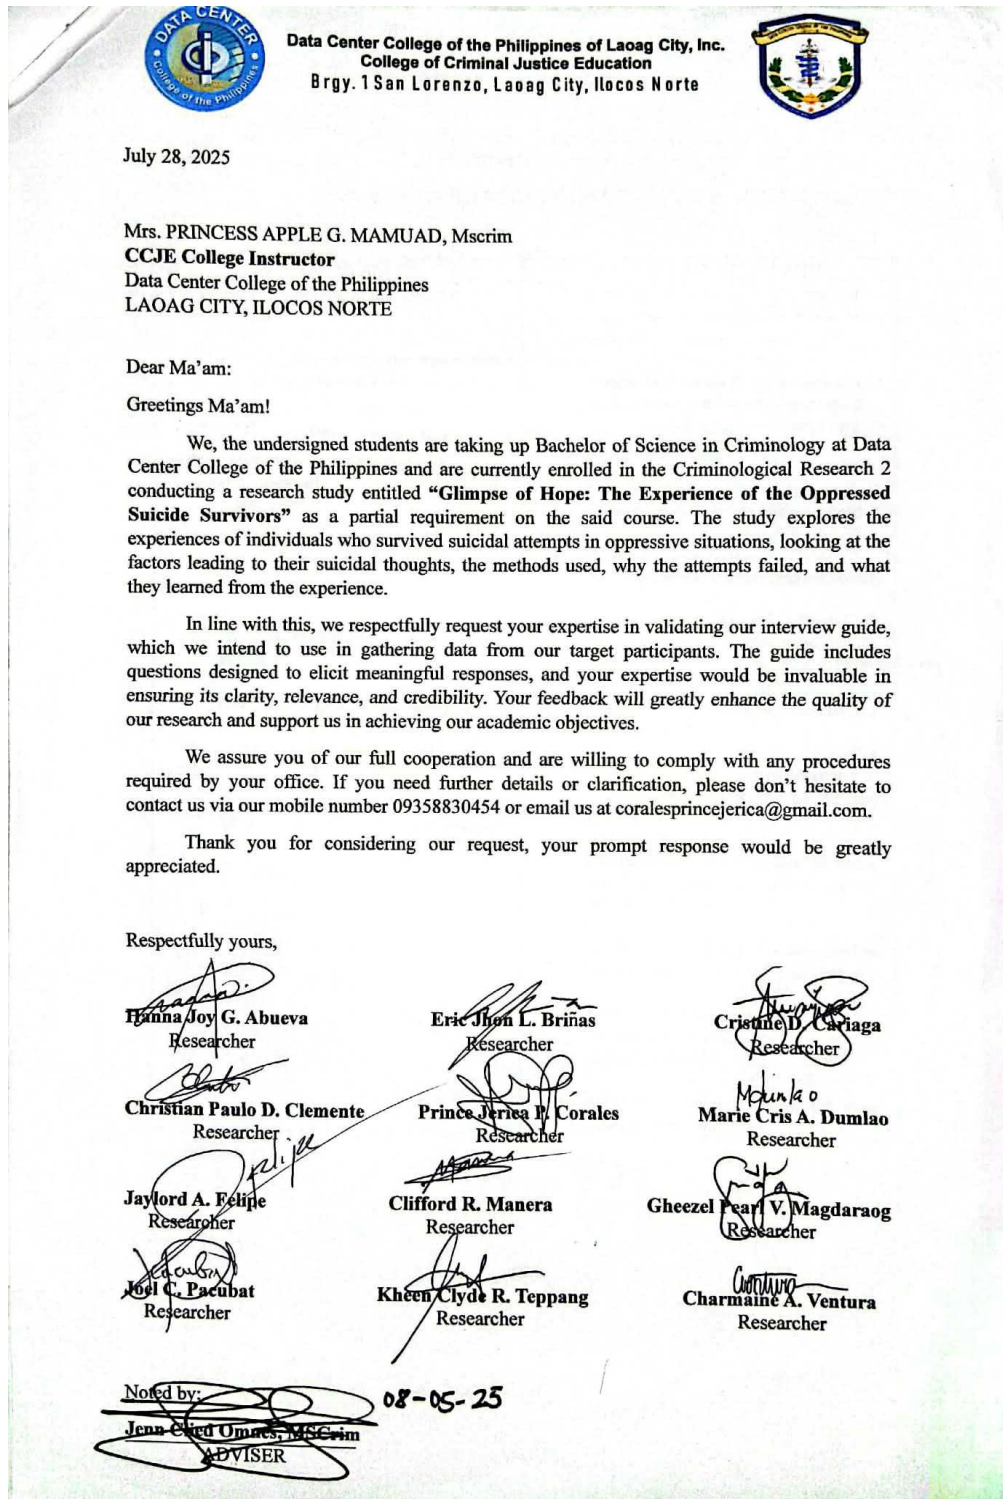 DATA CENTER
College of the Philippines
Data Center College of the Philippines of Laoag City, Inc.
College of Criminal Justice Education
Brgy. 1 San Lorenzo, Laoag City, Ilocos Norte
July 28, 2025
Mrs. PRINCESS APPLE G. MAMUAD, Mscrim
CCJE College Instructor
Data Center College of the Philippines
LAOAG CITY, ILOCOS NORTE
Dear Ma'am:
Greetings Ma'am!
We, the undersigned students are taking up Bachelor of Science in Criminology at Data
Center College of the Philippines and are currently enrolled in the Criminological Research 2
conducting a research study entitled “Glimpse of Hope: The Experience of the Oppressed
Suicide Survivors” as a partial requirement on the said course. The study explores the
experiences of individuals who survived suicidal attempts in oppressive situations, looking at the
factors leading to their suicidal thoughts, the methods used, why the attempts failed, and what
they learned from the experience.
In line with this, we respectfully request your expertise in validating our interview guide,
which we intend to use in gathering data from our target participants. The guide includes
questions designed to elicit meaningful responses, and your expertise would be invaluable in
ensuring its clarity, relevance, and credibility. Your feedback will greatly enhance the quality of
our research and support us in achieving our academic objectives.
We assure you of our full cooperation and are willing to comply with any procedures
required by your office. If you need further details or clarification, please don't hesitate to
contact us via our mobile number 09358830454 or email us at coralesprincejerica@gmail.com.
Thank you for considering our request, your prompt response would be greatly
appreciated.
Respectfully yours,
Hanna Joy G. Abueva Eric Jhon L. Briñas Cristine D. Cariaga
Researcher Researcher Researcher
Mdumlao
Christian Paulo D. Clemente Prince Jerica P. Corales Marie Cris A. Dumlao
Researcher Researcher Researcher
Jaylord A. Felipe Clifford R. Manera Gheezel Pearl V. Magdaraog
Researcher Researcher Researcher
Joel C. Pacubat Kheen Clyde R. Teppang Charmaine A. Ventura
Researcher Researcher Researcher
Noted by: 08-05-25
Jenn Omnes, MSCrim
ADVISER